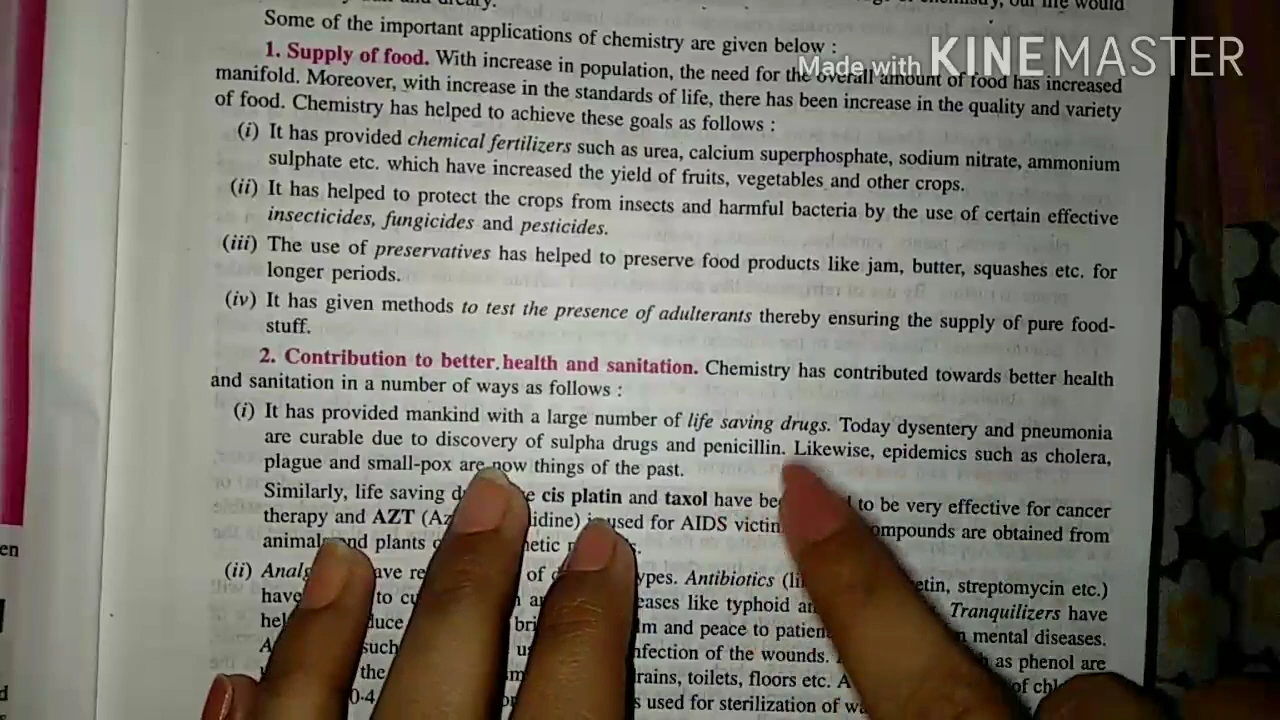 dreary.
our life would
Some of the important applications of chemistry are given below :
Made with KINEMASTER
1. Supply of food. With increase in population, the need for the overall amount of food has increased
manifold. Moreover, with increase in the standards of life, there has been increase in the quality and variety
of food. Chemistry has helped to achieve these goals as follows :
(i) It has provided chemical fertilizers such as urea, calcium superphosphate, sodium nitrate, ammonium
sulphate etc. which have increased the yield of fruits, vegetables and other crops.
(ii) It has helped to protect the crops from insects and harmful bacteria by the use of certain effective
insecticides, fungicides and pesticides.
(iii) The use of preservatives has helped to preserve food products like jam, butter, squashes etc. for
longer periods.
(iv) It has given methods to test the presence of adulterants thereby ensuring the supply of pure food-
stuff.
2. Contribution to better health and sanitation. Chemistry has contributed towards better health
and sanitation in a number of ways as follows :
(i) It has provided mankind with a large number of life saving drugs. Today dysentery and pneumonia
are curable due to discovery of sulpha drugs and penicillin. Likewise, epidemics such as cholera,
plague and small-pox are now things of the past.
Similarly, life saving cis platin and taxol have to be very effective for cancer
therapy and AZT used for AIDS compounds are obtained from
animals and plants
(ii) of Antibiotics streptomycin etc.)
have to like typhoid Tranquilizers have
and peace to mental diseases.
such of the wounds. as phenol are
the toilets, floors etc. of
used for sterilization of